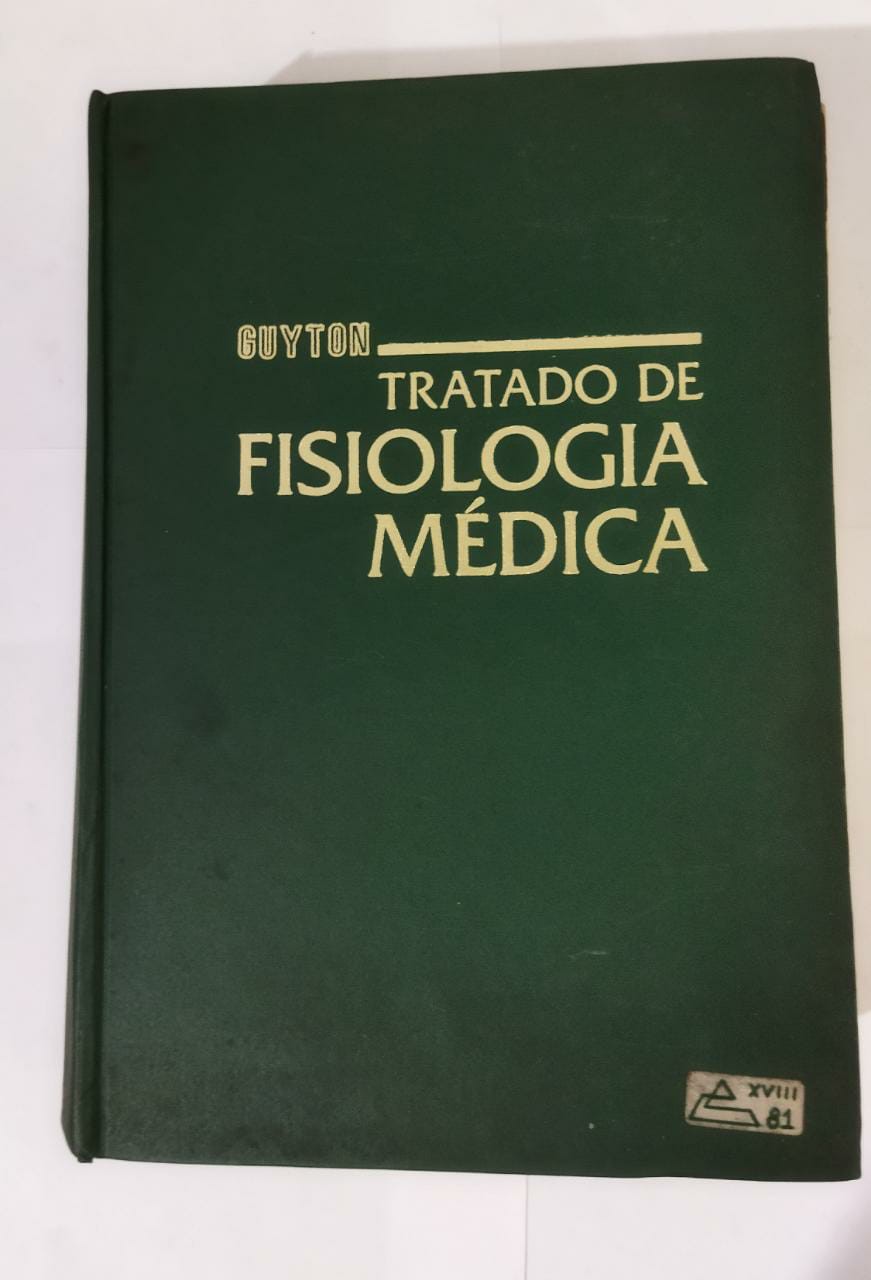 GUYTON
TRATADO DE
FISIOLOGIA
MÉDICA
XVIII
81